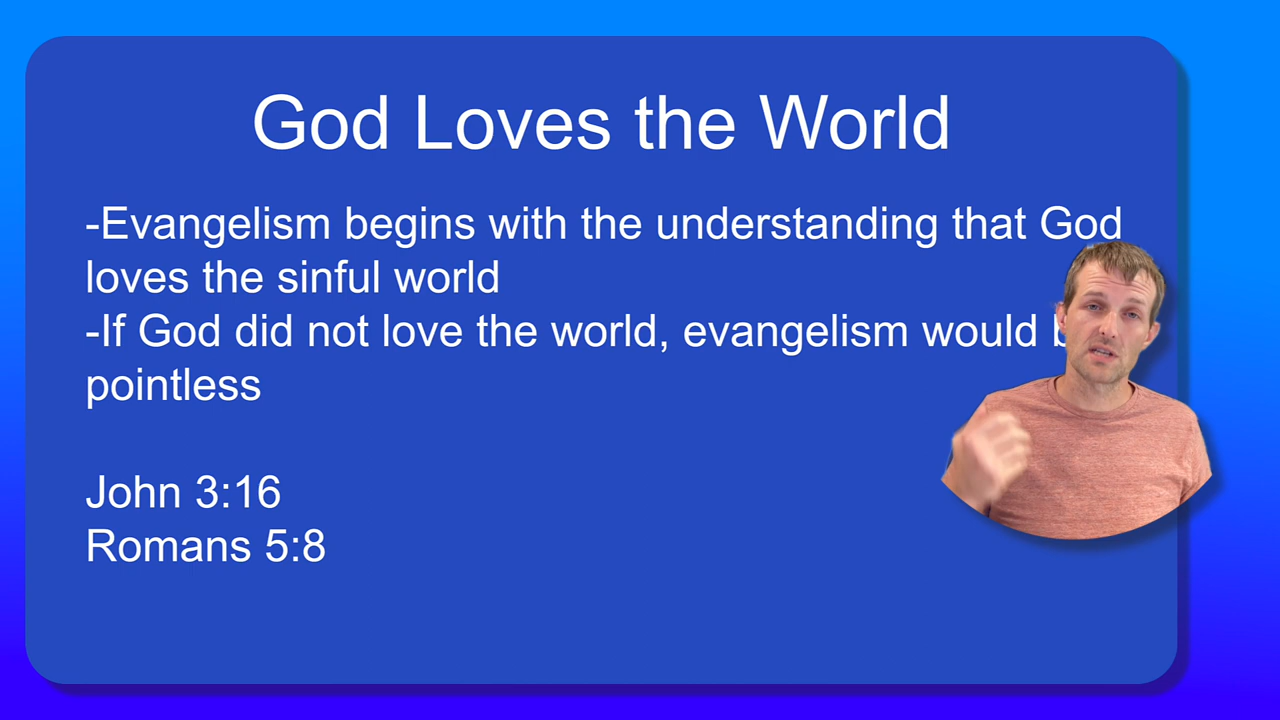 God Loves the World
-Evangelism begins with the understanding that God
loves the sinful world
-If God did not love the world, evangelism would
pointless
John 3:16
Romans 5:8